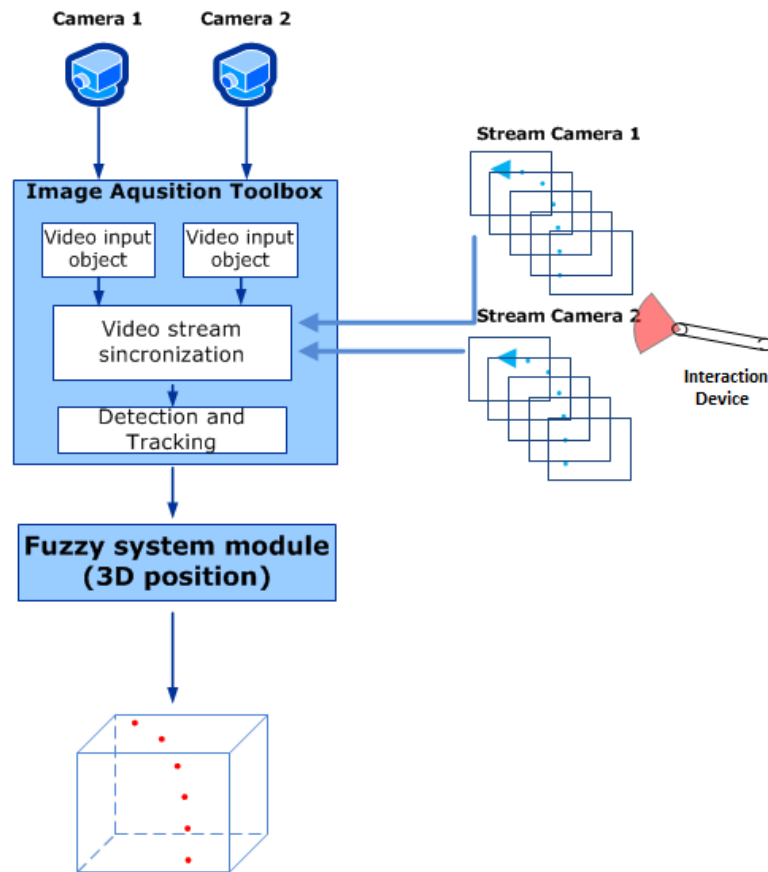 Camera 1
Camera 2
Image Aqusition Toolbox
Video input
object
Video input
object
Video stream
sincronization
Detection and
Tracking
Stream Camera 1
Stream Camera 2
Interaction
Device
Fuzzy system module
(3D position)